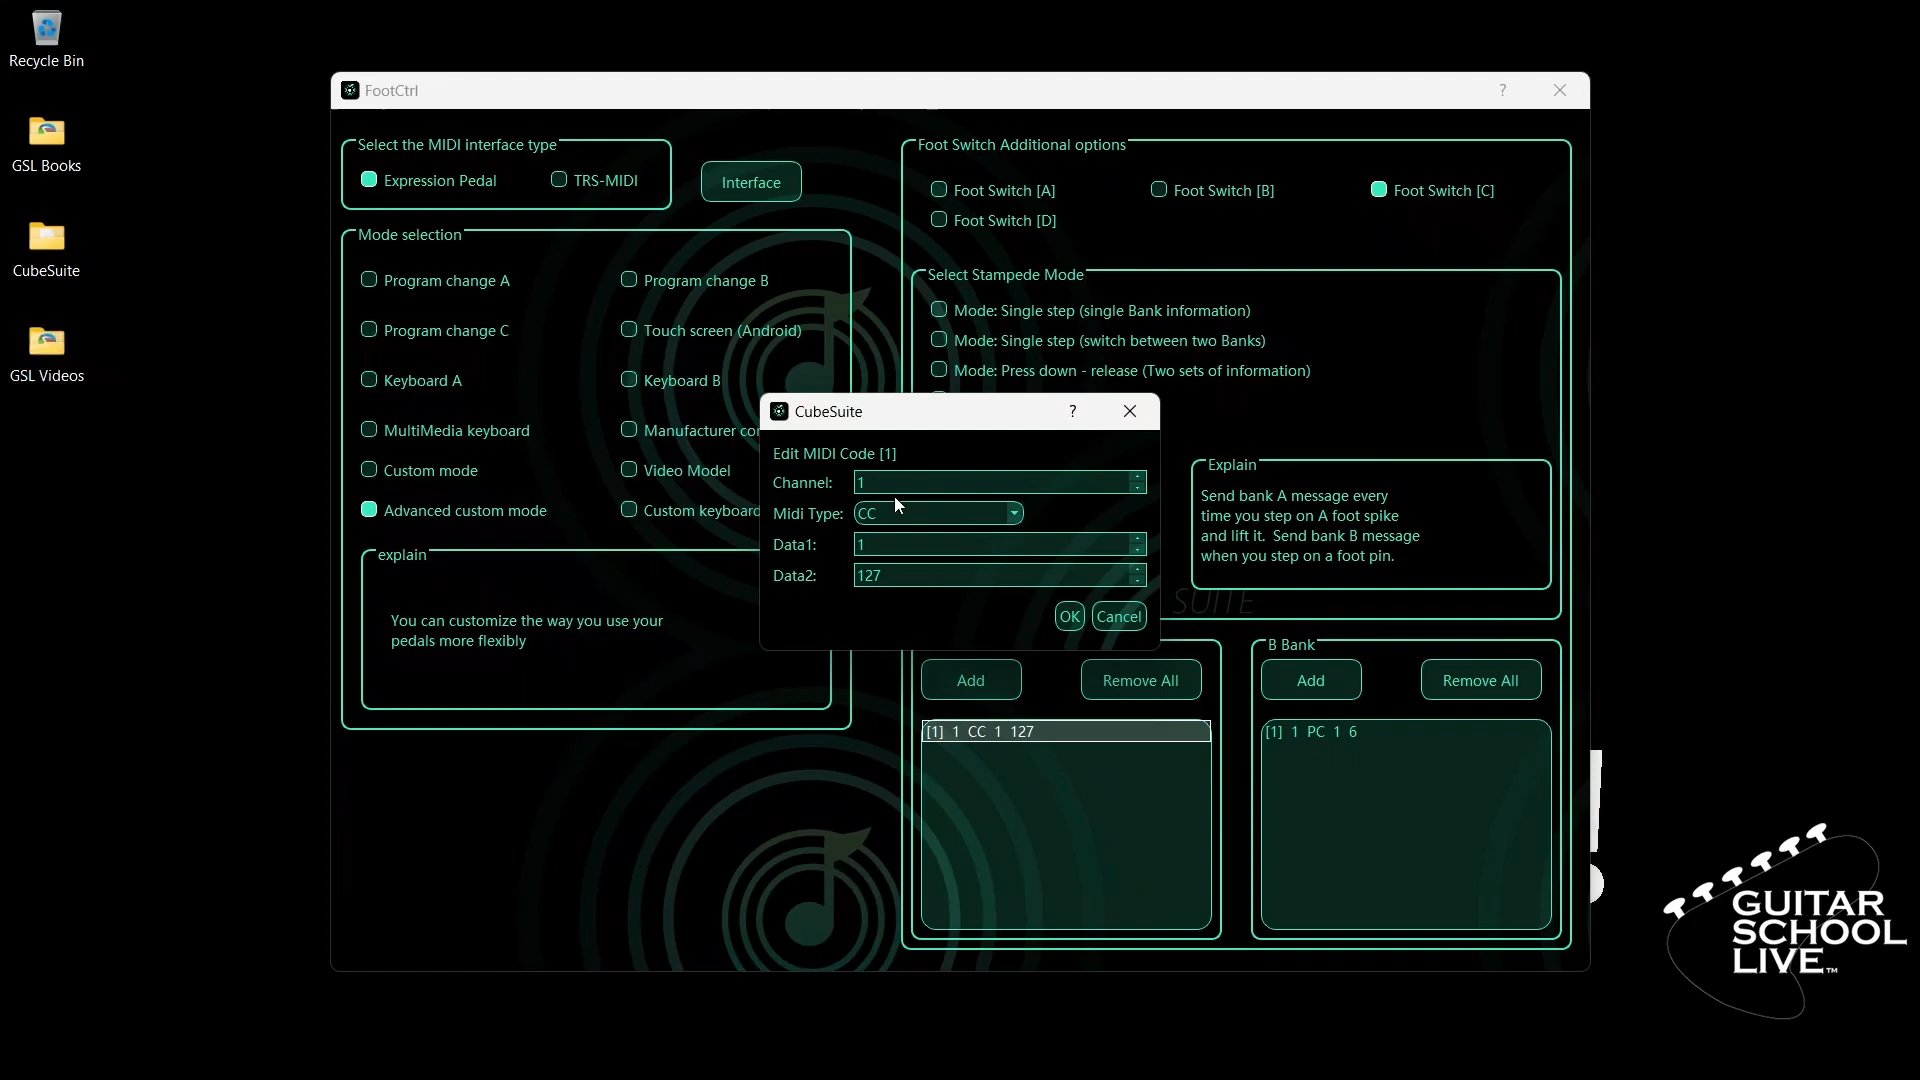 Recycle Bin
GSL Books
CubeSuite
GSL Videos
FootCtrl
?
Select the MIDI interface type
Expression Pedal
TRS-MIDI
Interface
Mode selection
Program change A
Program change B
Program change C
Touch screen (Android)
Keyboard A
Keyboard B
MultiMedia keyboard
Manufacturer co
Custom mode
Video Model
Advanced custom mode
Custom keyboard
explain
You can customize the way you use your
pedals more flexibly
Foot Switch Additional options
Foot Switch [A]
Foot Switch [B]
Foot Switch [C]
Foot Switch [D]
Select Stampede Mode
Mode: Single step (single Bank information)
Mode: Single step (switch between two Banks)
Mode: Press down - release (Two sets of information)
CubeSuite
?
Edit MIDI Code [1]
Channel:
1
Midi Type:
CC
Data1:
1
Data2:
127
OK
Cancel
Explain
Send bank A message every
time you step on A foot spike
and lift it. Send bank B message
when you step on a foot pin.
SUITE
Add
Remove All
[1] 1 CC 1 127
B Bank
Add
Remove All
[1] 1 PC 1 6
!
GUITAR
SCHOOL
LIVE™